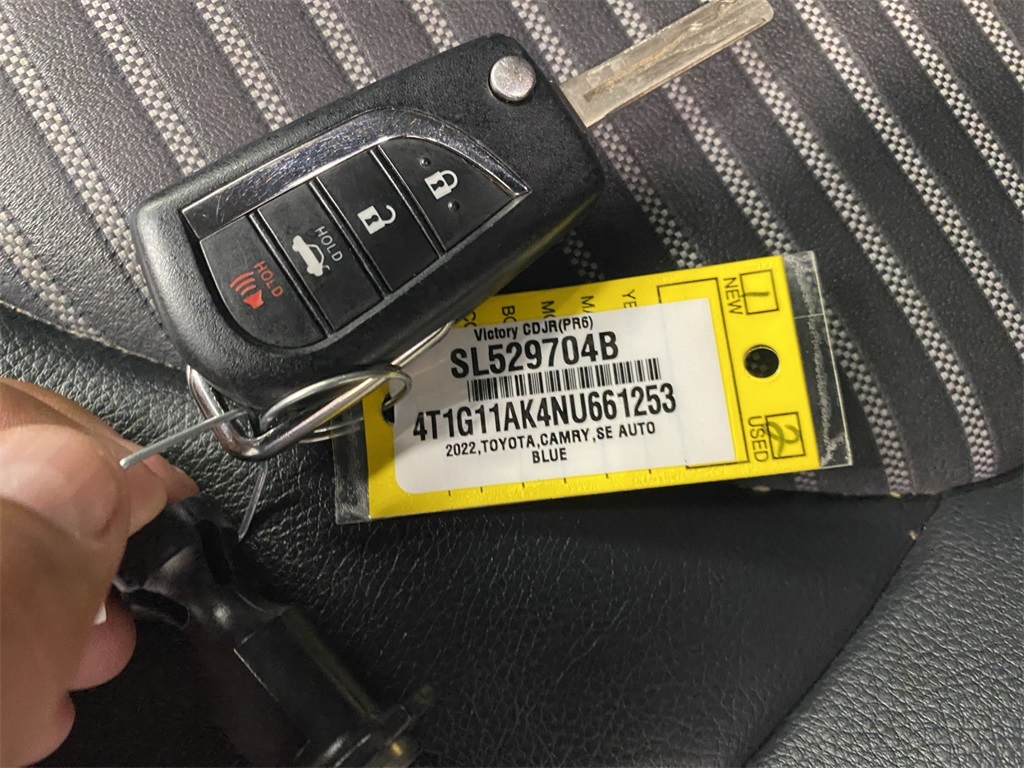 HOLD
HOLD
Victory CDJR(PR6)
SL529704B
4T1G11AK4NU661253
2022,TOYOTA,CAMRY,SE AUTO
BLUE
NEW
USED